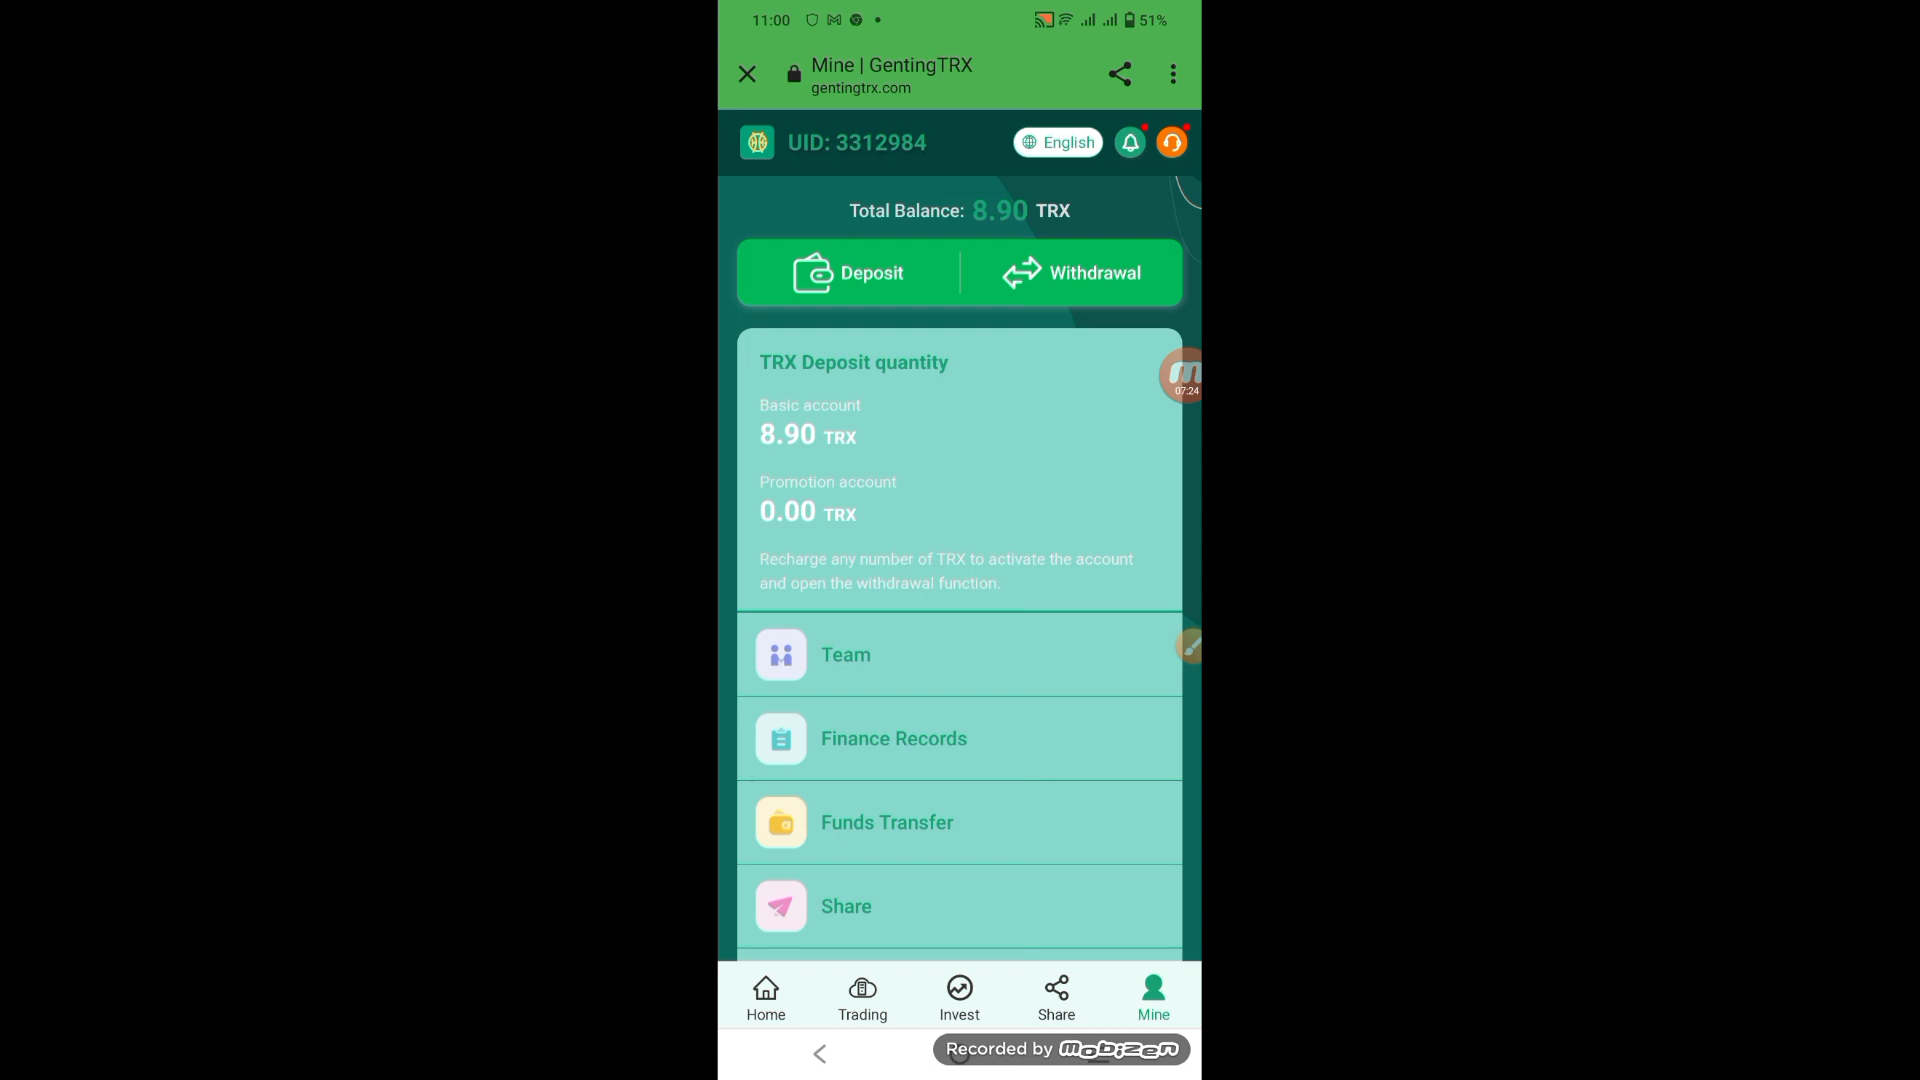 11:00
51%
Mine | GentingTRX
gentingtrx.com
UID: 3312984
English
Total Balance: 8.90 TRX
Deposit
Withdrawal
TRX Deposit quantity
07:24
Basic account
8.90 TRX
Promotion account
0.00 TRX
Recharge any number of TRX to activate the account
and open the withdrawal function.
Team
Finance Records
Funds Transfer
Share
Home
Trading
Invest
Share
Mine
Recorded by mobizen